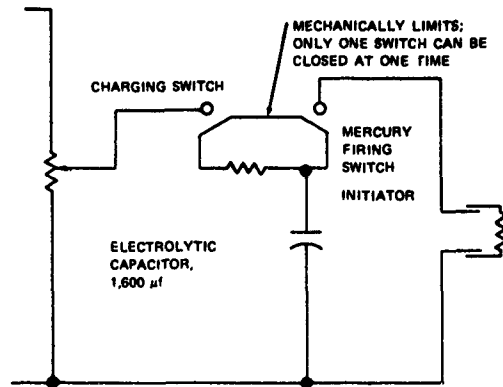 MECHANICALLY LIMITS;
ONLY ONE SWITCH CAN BE
CLOSED AT ONE TIME
CHARGING SWITCH
MERCURY
FIRING
SWITCH
INITIATOR
ELECTROLYTIC
CAPACITOR,
1,600 µf